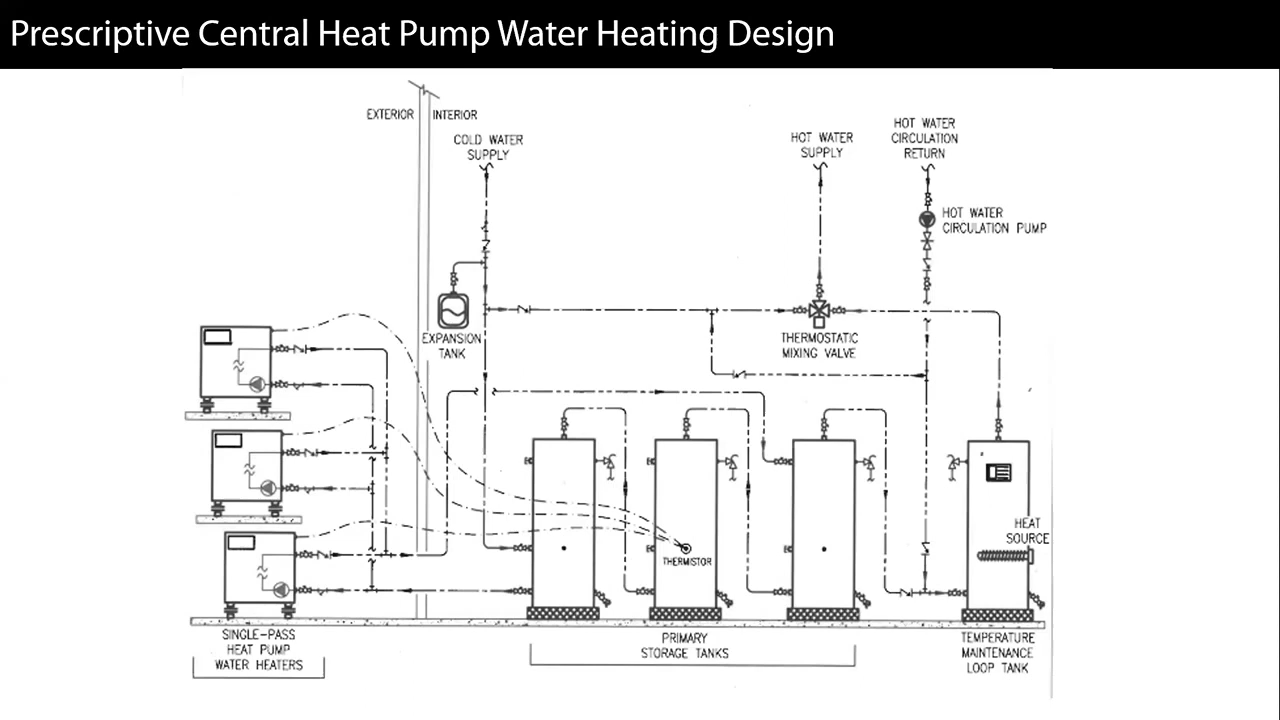 Prescriptive Central Heat Pump Water Heating Design
EXTERIOR
INTERIOR
COLD WATER
SUPPLY
HOT WATER
SUPPLY
HOT WATER
CIRCULATION
RETURN
HOT WATER
CIRCULATION PUMP
EXPANSION
TANK
THERMOSTATIC
MIXING VALVE
HEAT
SOURCE
THERMISTOR
SINGLE-PASS
HEAT PUMP
WATER HEATERS
PRIMARY
STORAGE TANKS
TEMPERATURE
MAINTENANCE
LOOP TANK